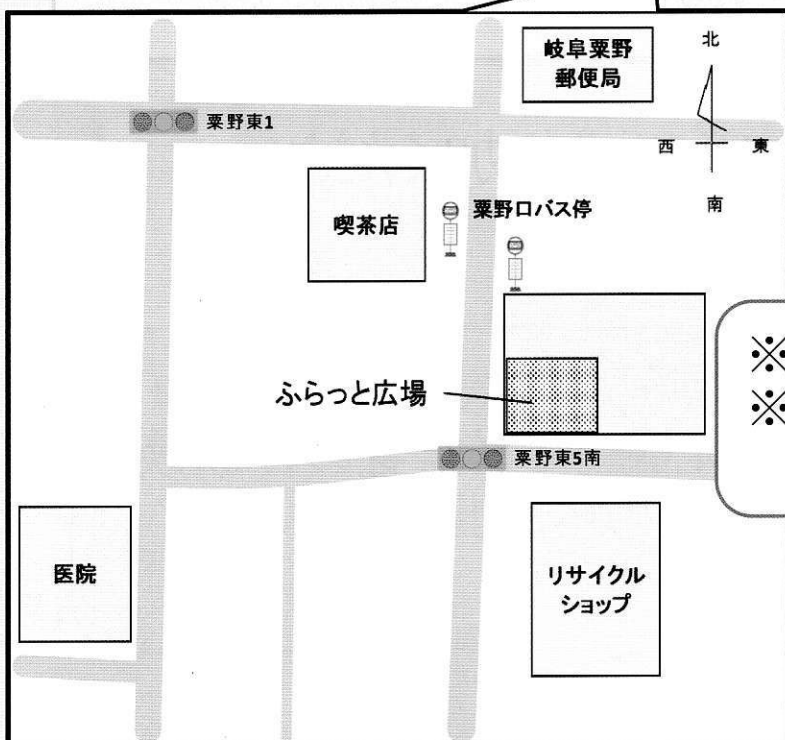 岐阜粟野
郵便局
北
西
東
南
粟野東1
喫茶店
粟野口バス停
ふらっと広場
粟野東5南
※
※
医院
リサイクル
ショップ